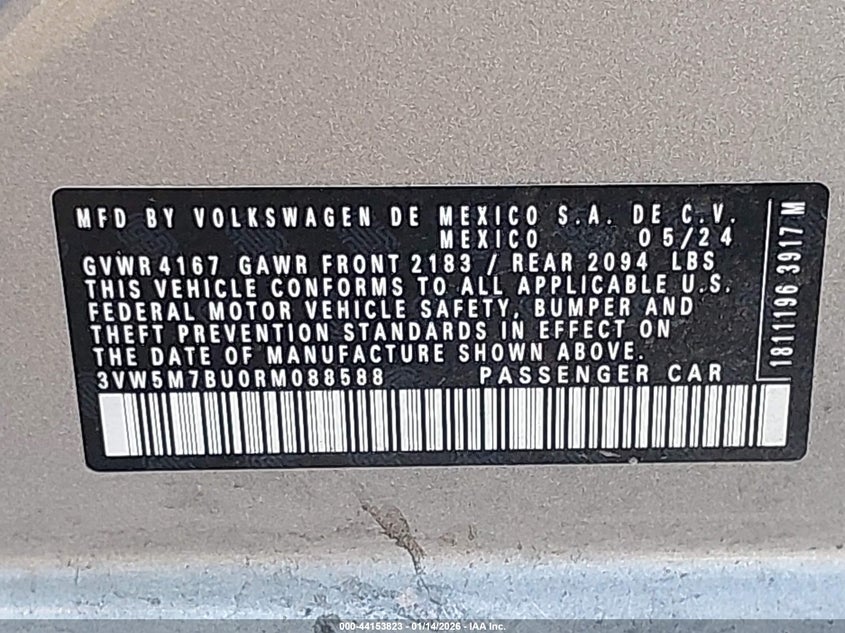 MFD BY VOLKSWAGEN DE MEXICO S.A. DE C.V.
MEXICO 05/24
GVWR 4167 GAWR FRONT 2183 / REAR 2094 LBS
THIS VEHICLE CONFORMS TO ALL APPLICABLE U.S.
FEDERAL MOTOR VEHICLE SAFETY, BUMPER AND
THEFT PREVENTION STANDARDS IN EFFECT ON
THE DATE OF MANUFACTURE SHOWN ABOVE.
3VW5M7BU0RM088588 PASSENGER CAR
1811196 3917 M
000-44153823 - 01/14/2026 - IAA Inc.